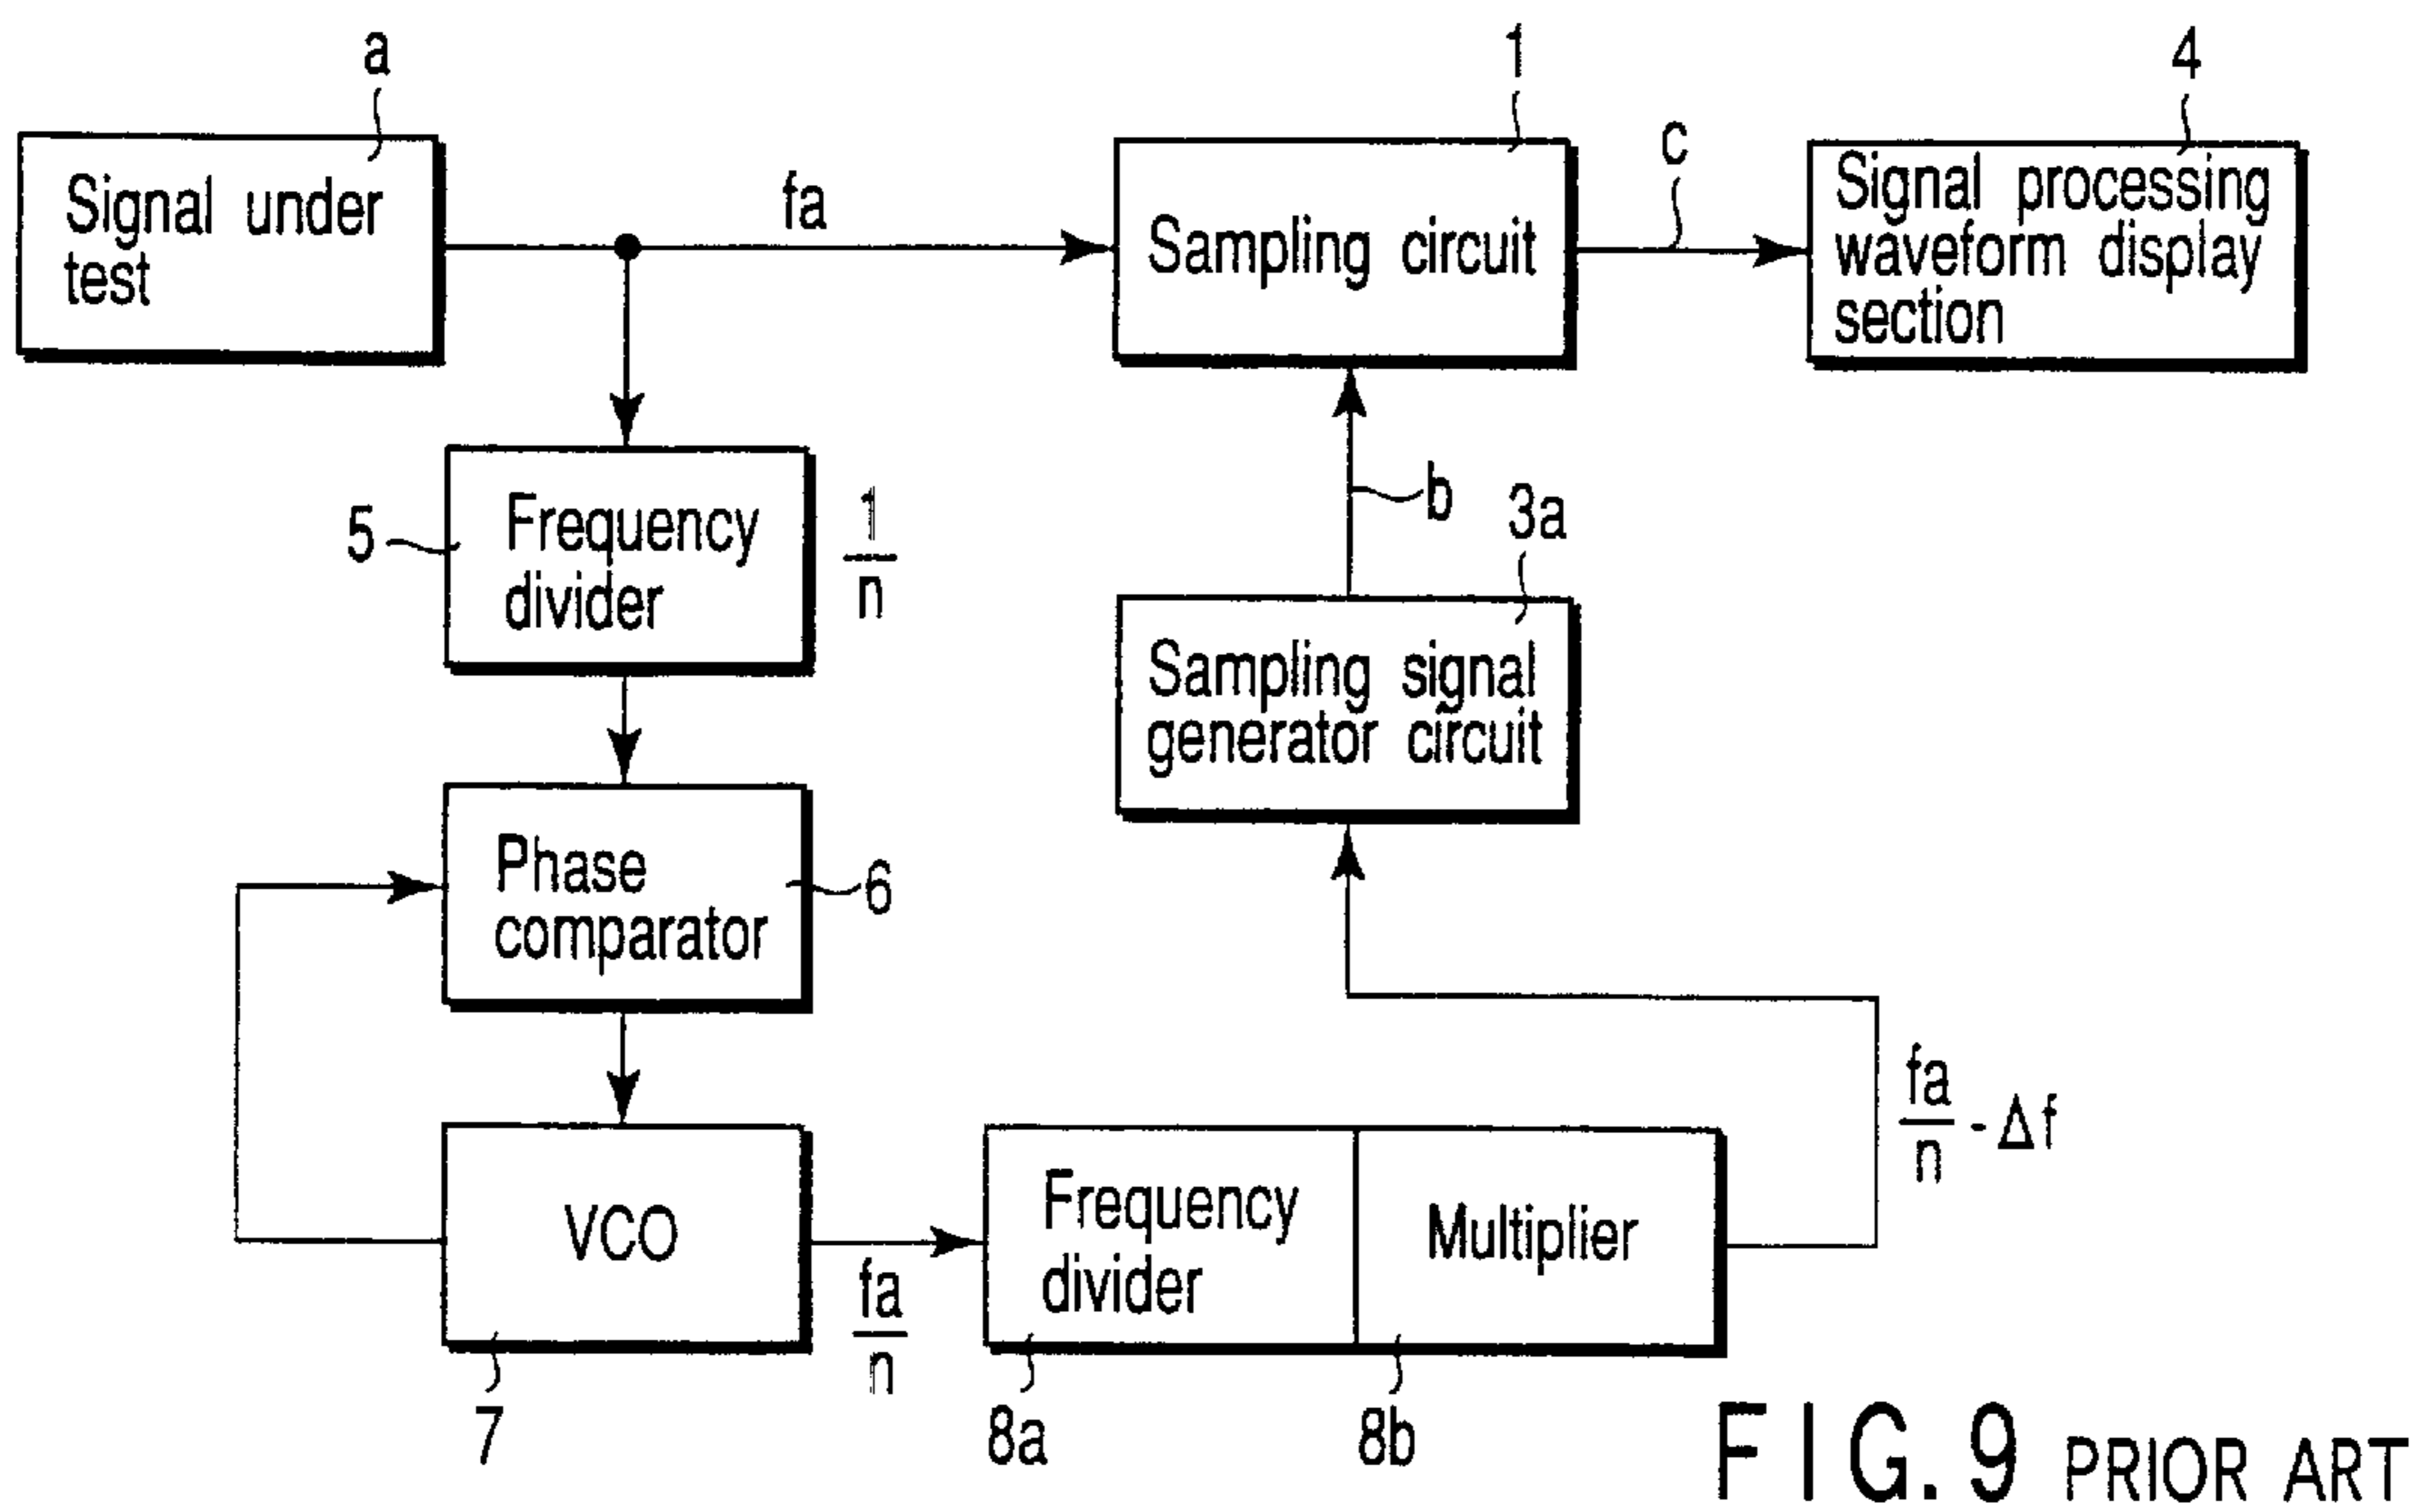 a
Signal under
test
fa
1
Sampling circuit
c
4
Signal processing
waveform display
section
5
Frequency
divider
1
n
b
3a
Sampling signal
generator circuit
Phase
comparator
6
VCO
7
fa
n
Frequency
divider
8a
Multiplier
8b
fa
n
- Δf
FIG. 9 PRIOR ART